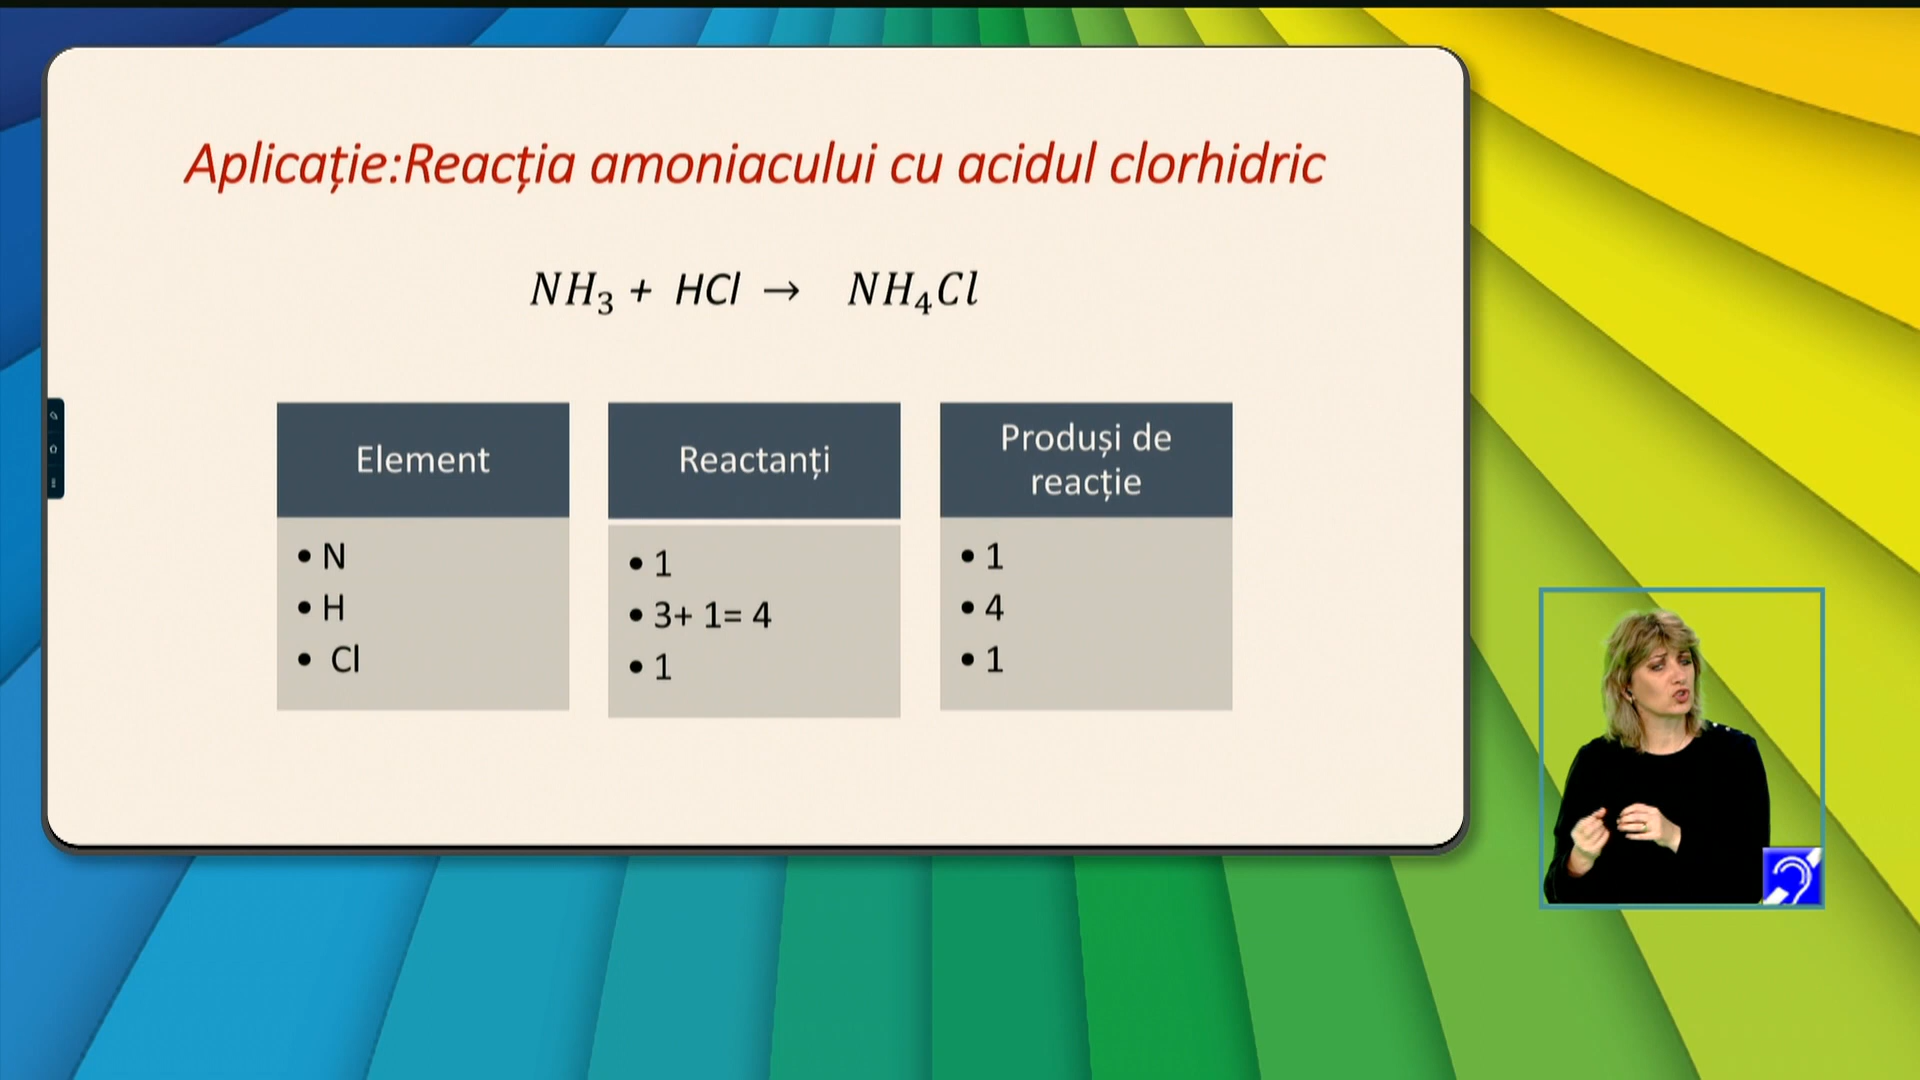 Aplicație:Reacția amoniacului cu acidul clorhidric
NH₃ + HCl → NH₄Cl
Element
• N
• H
• Cl
Reactanți
• 1
• 3+ 1= 4
• 1
Produși de
reacție
• 1
• 4
• 1